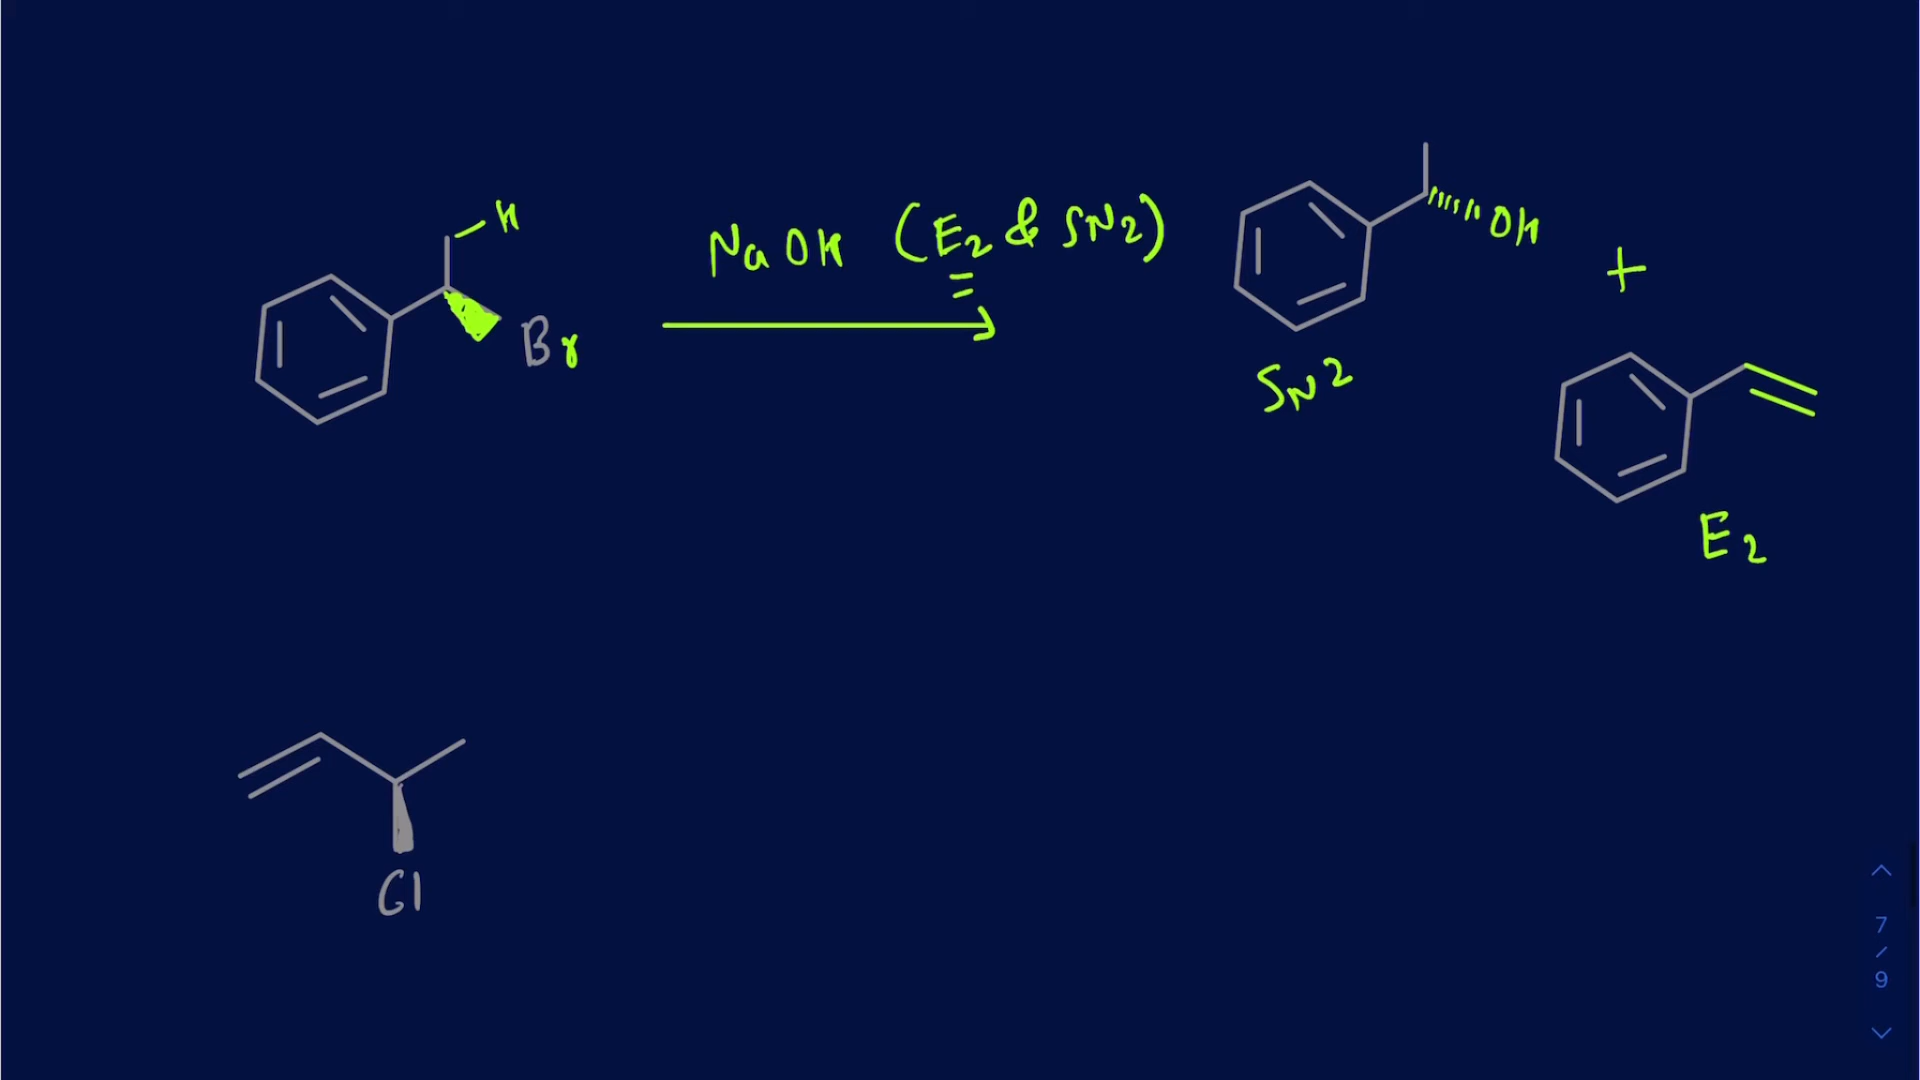 H
Br
NaOH (E2 & SN2)
OH
+
SN2
E2
Cl
7
/
9